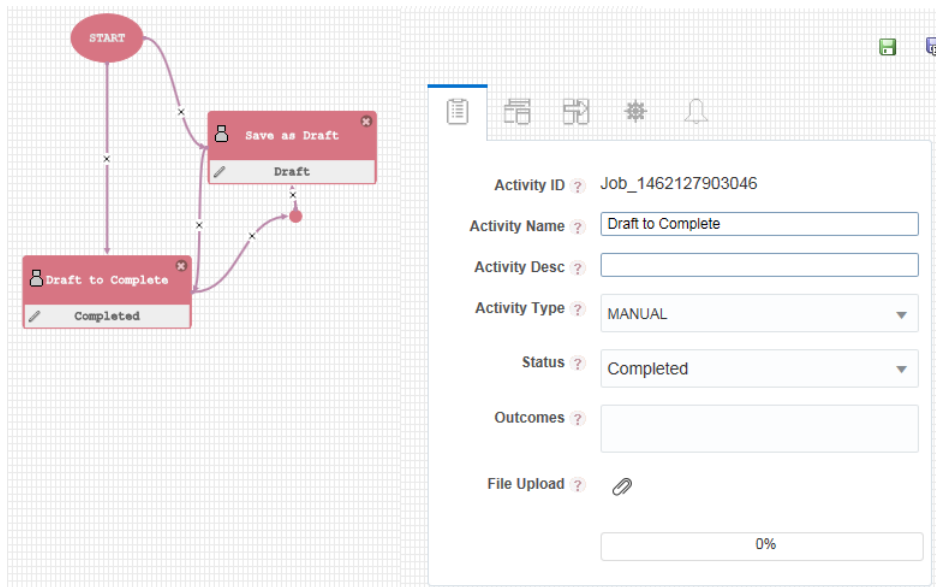 START
Save as Draft
Draft
Draft to Complete
Completed
Activity ID ? Job_1462127903046
Activity Name ? Draft to Complete
Activity Desc ?
Activity Type ? MANUAL
Status ? Completed
Outcomes ?
File Upload ?
0%